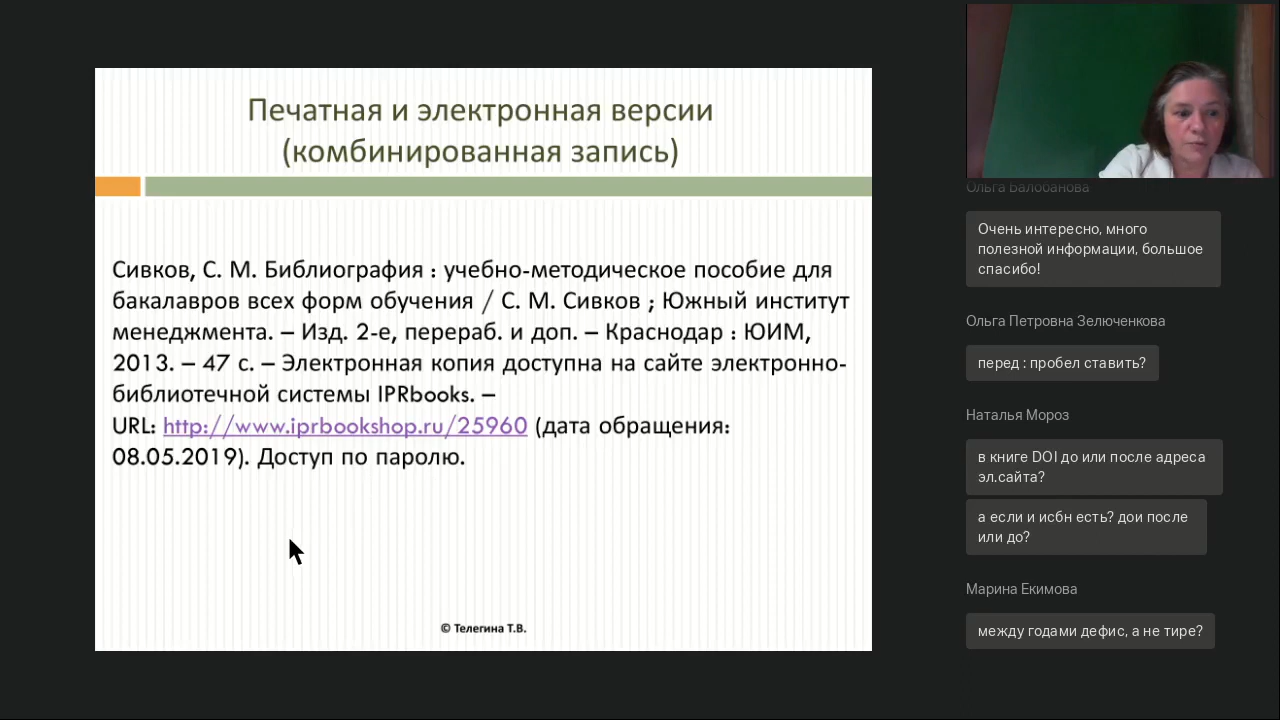 Печатная и электронная версии
(комбинированная запись)
Сивков, С. М. Библиография : учебно-методическое пособие для
бакалавров всех форм обучения / С. М. Сивков ; Южный институт
менеджмента. – Изд. 2-е, перераб. и доп. – Краснодар : ЮИМ,
2013. – 47 с. – Электронная копия доступна на сайте электронно-
библиотечной системы IPRbooks. –
URL: http://www.iprbookshop.ru/25960 (дата обращения:
08.05.2019). Доступ по паролю.
© Телегина Т.В.
Ольга Балобанова
Очень интересно, много
полезной информации, большое
спасибо!
Ольга Петровна Зелюченкова
перед : пробел ставить?
Наталья Мороз
в книге DOI до или после адреса
эл.сайта?
а если и исбн есть? дои после
или до?
Марина Екимова
между годами дефис, а не тире?